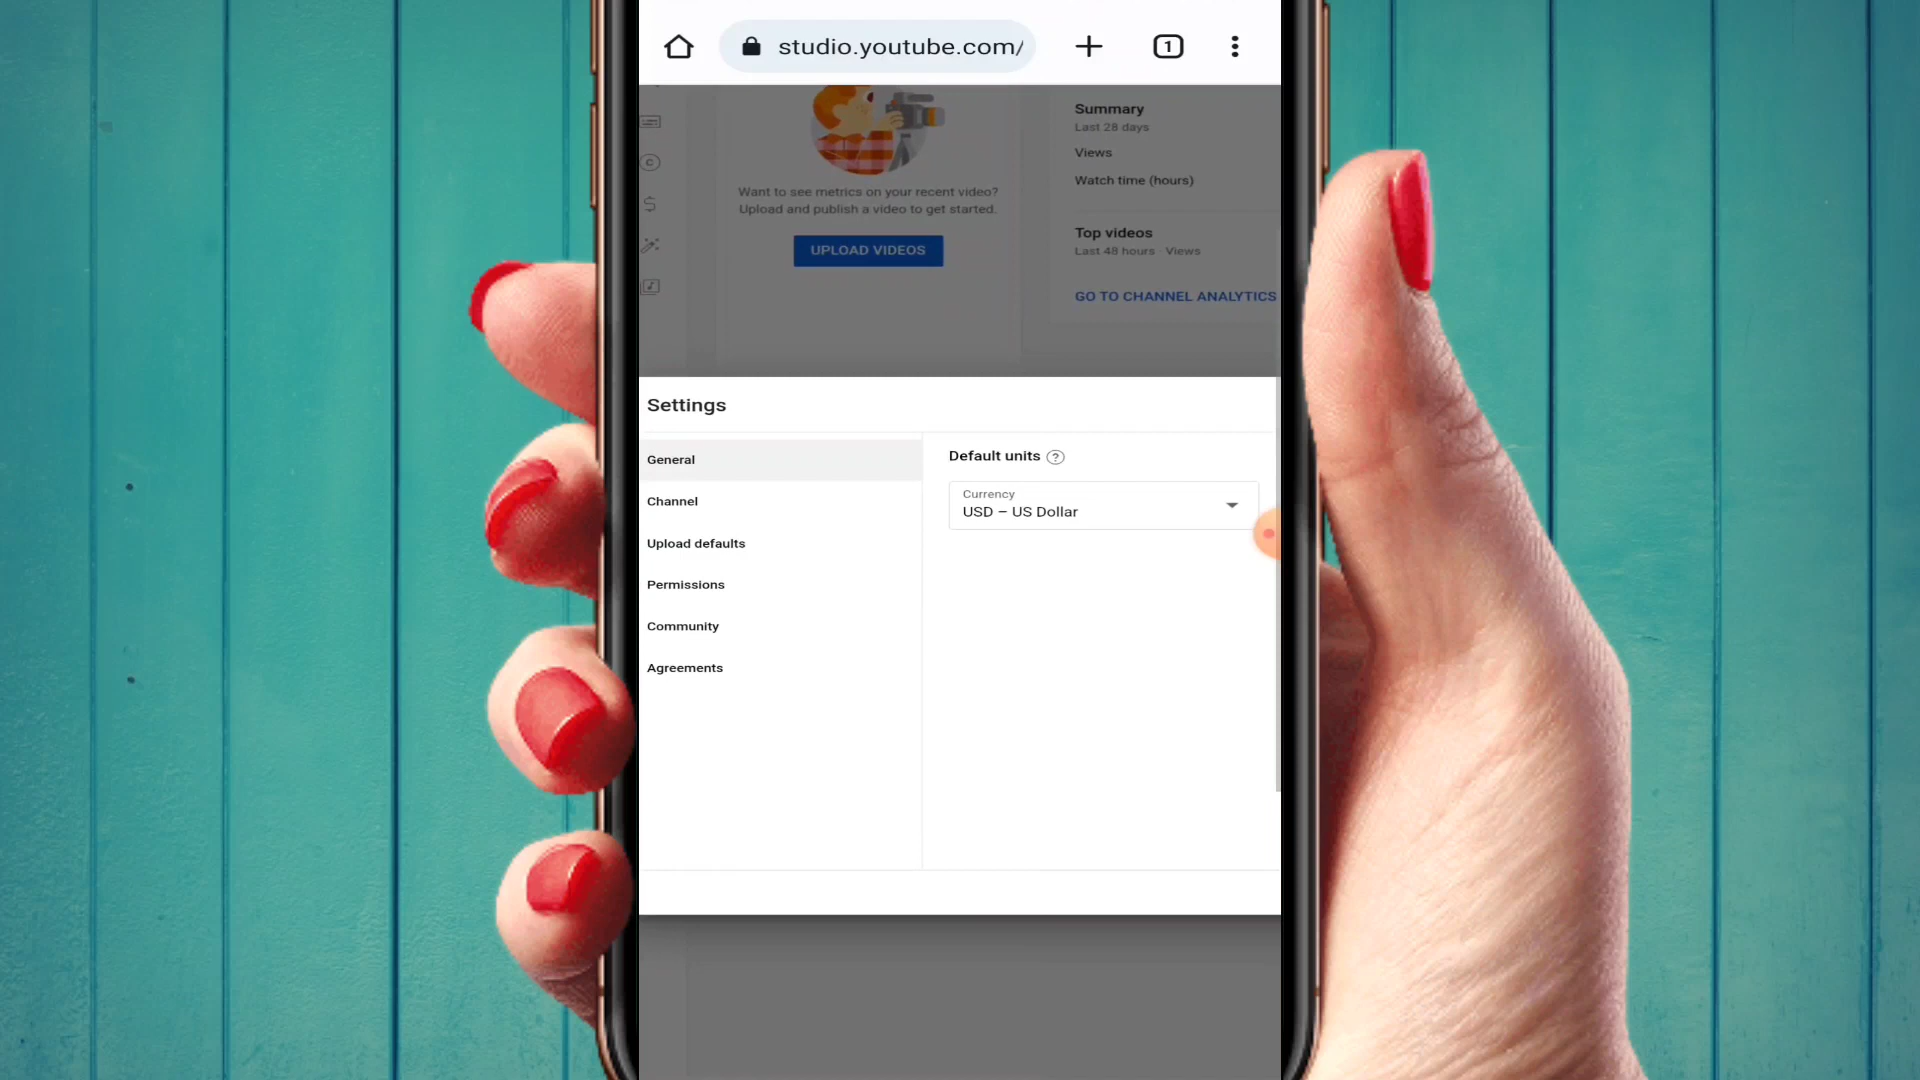 studio.youtube.com/
1
Summary
Last 28 days
Views
Watch time (hours)
Want to see metrics on your recent video?
Upload and publish a video to get started.
UPLOAD VIDEOS
Top videos
Last 48 hours · Views
GO TO CHANNEL ANALYTICS
Settings
General
Channel
Upload defaults
Permissions
Community
Agreements
Default units ?
Currency
USD – US Dollar